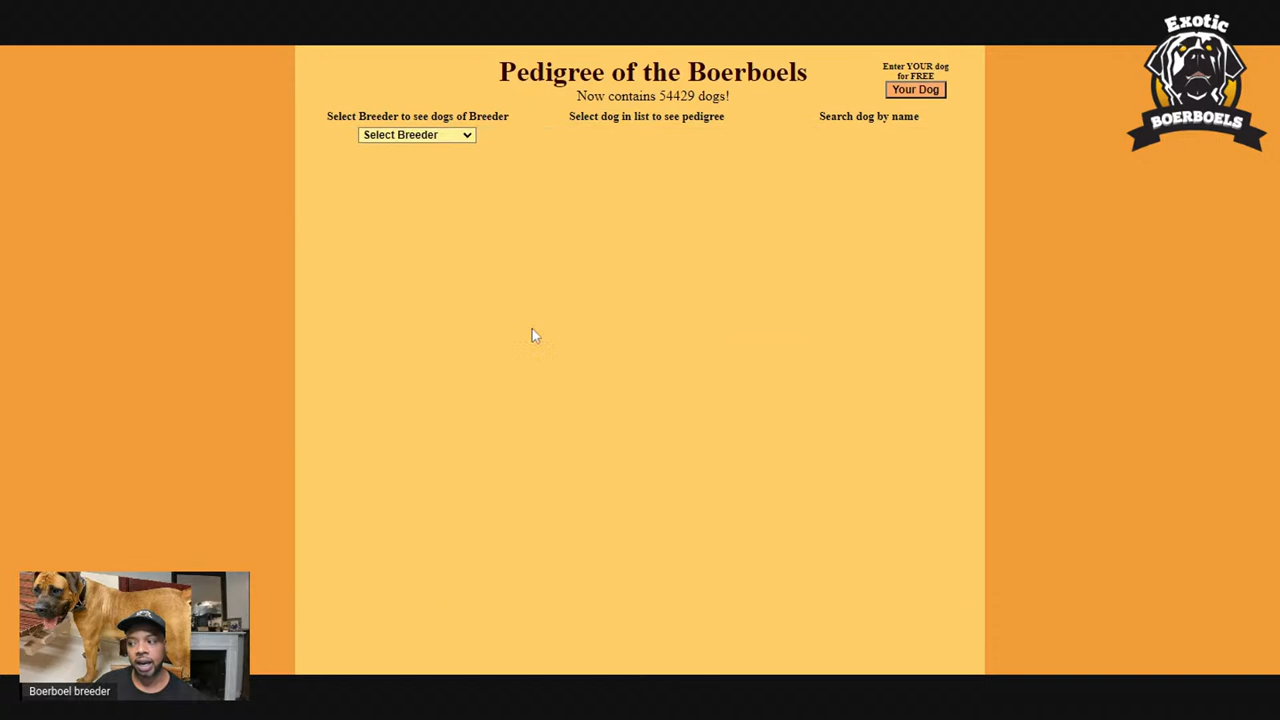 Exotic
BOERBOELS
Pedigree of the Boerboels
Now contains 54429 dogs!
Enter YOUR dog
for FREE
Your Dog
Select Breeder to see dogs of Breeder
Select Breeder
Select dog in list to see pedigree
Search dog by name
Boerboel breeder